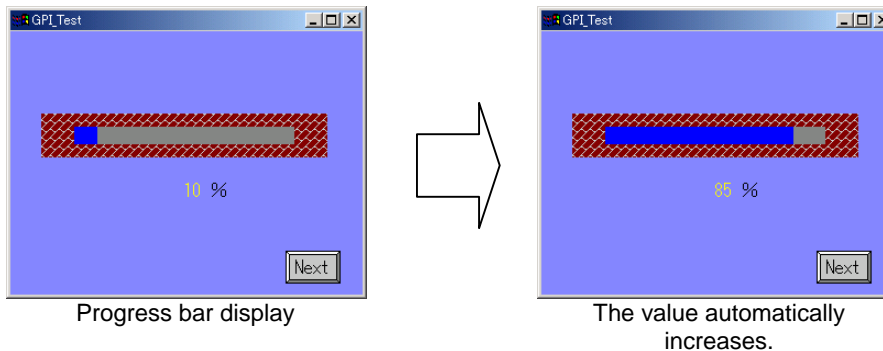 GPI_Test
10 %
Next
Progress bar display
GPI_Test
85 %
Next
The value automatically
increases.